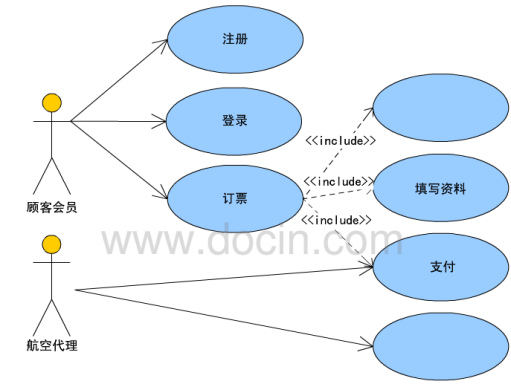 注册
登录
<<include>>
顾客会员
订票
<<include>>
填写资料
<<include>>
www.docin.com
支付
航空代理